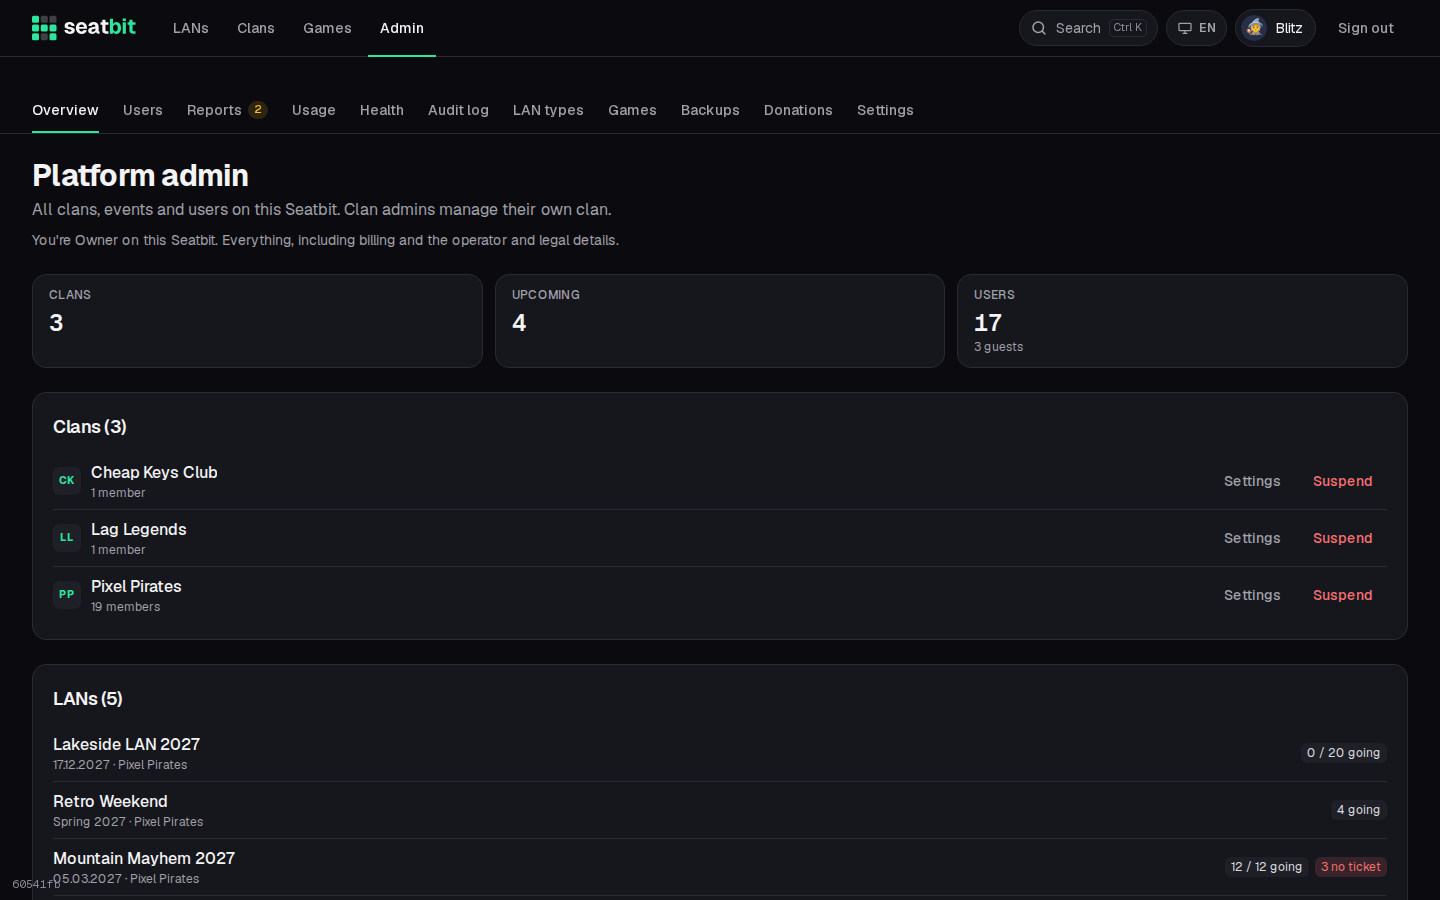 seatbit LANs Clans Games Admin Search Ctrl K EN Blitz Sign out
Overview Users Reports 2 Usage Health Audit log LAN types Games Backups Donations Settings
Platform admin
All clans, events and users on this Seatbit. Clan admins manage their own clan.
You're Owner on this Seatbit. Everything, including billing and the operator and legal details.
CLANS UPCOMING USERS
3 4 17
3 guests
Clans (3)
CK Cheap Keys Club Settings Suspend
1 member
LL Lag Legends Settings Suspend
1 member
PP Pixel Pirates Settings Suspend
19 members
LANs (5)
Lakeside LAN 2027 0 / 20 going
17.12.2027 · Pixel Pirates
Retro Weekend 4 going
Spring 2027 · Pixel Pirates
Mountain Mayhem 2027 12 / 12 going 3 no ticket
05.03.2027 · Pixel Pirates